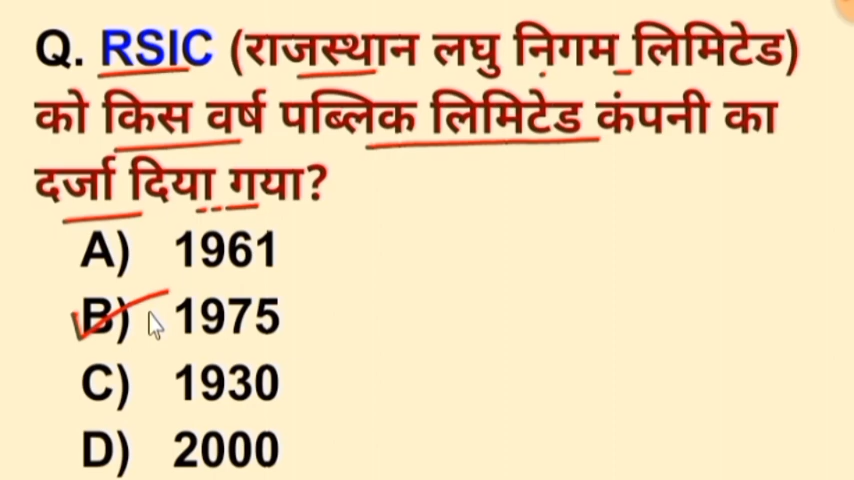 Q. RSIC (राजस्थान लघु निगम लिमिटेड)
को किस वर्ष पब्लिक लिमिटेड कंपनी का
दर्जा दिया गया?
A) 1961
B) 1975
C) 1930
D) 2000